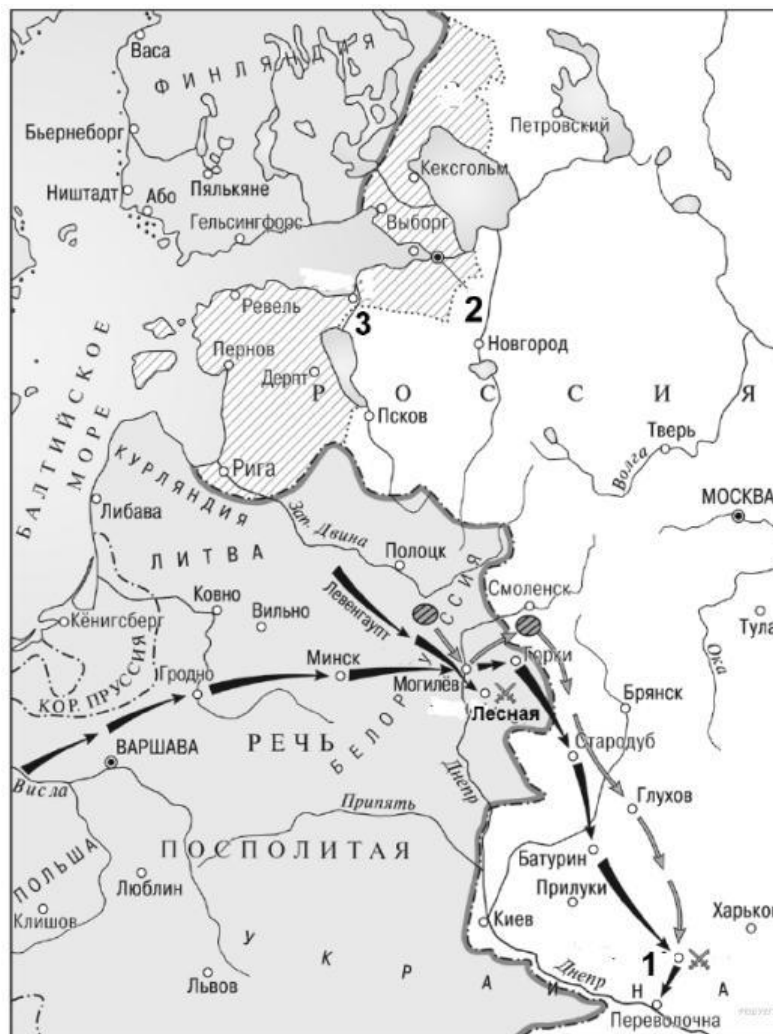 Васа
ФИНЛЯНДИЯ
Петровский
Бьернеборг
Кексгольм
Ништадт
Або
Пялькяне
Гельсингфорс
Выборг
2
Ревель
3
Новгород
Пернов
Дерпт
РОССИЯ
Псков
Тверь
БАЛТИЙСКОЕ
МОРЕ
Волга
Рига
КУРЛЯНДИЯ
МОСКВА
Либава
Зап. Двина
Полоцк
ЛИТВА
Смоленск
Ковно
Вильно
Левенгаупт
Тула
Кёнигсберг
БЕЛОРУССИЯ
Ока
Минск
Горки
КОР. ПРУССИЯ
Гродно
Могилёв
Лесная
Брянск
ВАРШАВА
РЕЧЬ
Стародуб
Висла
Днепр
Глухов
Припять
ПОСПОЛИТАЯ
Батурин
ПОЛЬША
Люблин
Прилуки
Клишов
Киев
Харьков
1
УКРАИНА
Львов
Днепр
Переволочна